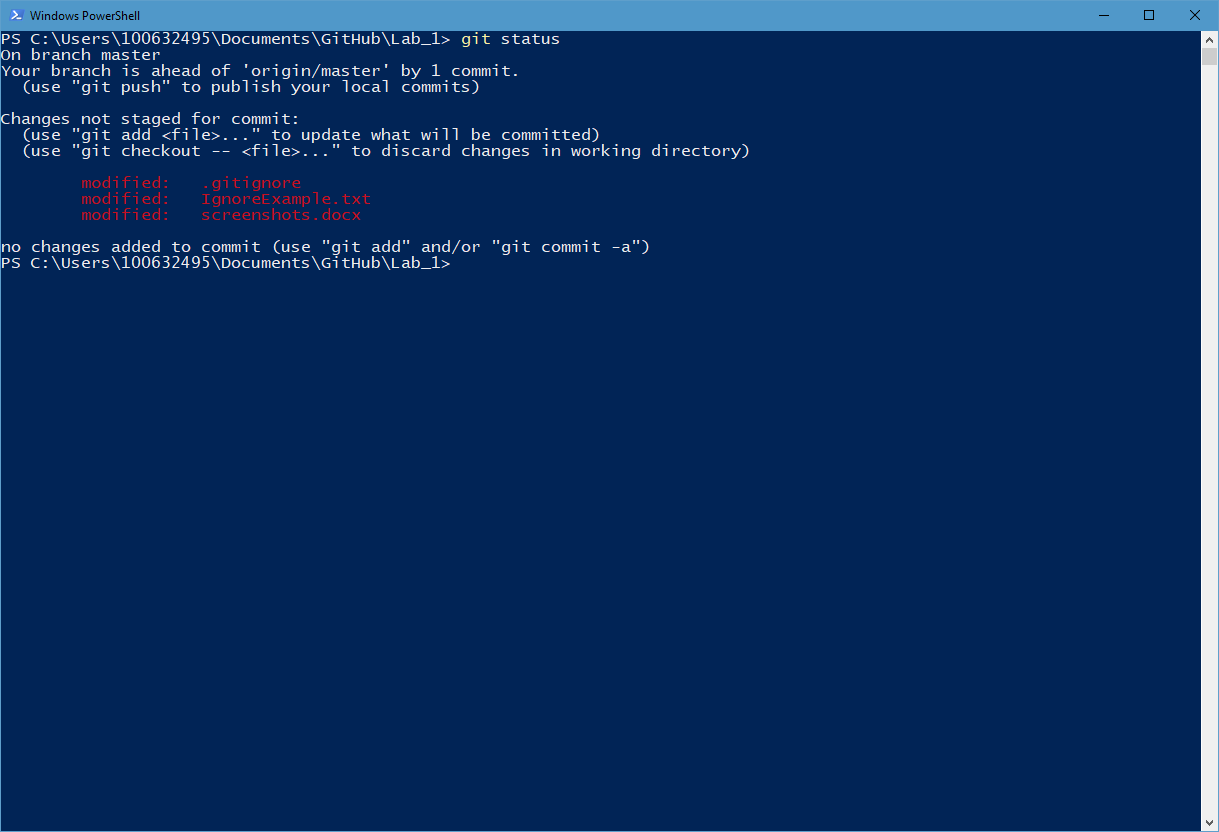 Windows PowerShell
PS C:\Users\100632495\Documents\GitHub\Lab_1> git status
On branch master
Your branch is ahead of 'origin/master' by 1 commit.
  (use "git push" to publish your local commits)

Changes not staged for commit:
  (use "git add <file>..." to update what will be committed)
  (use "git checkout -- <file>..." to discard changes in working directory)

        modified:   .gitignore
        modified:   IgnoreExample.txt
        modified:   screenshots.docx

no changes added to commit (use "git add" and/or "git commit -a")
PS C:\Users\100632495\Documents\GitHub\Lab_1>